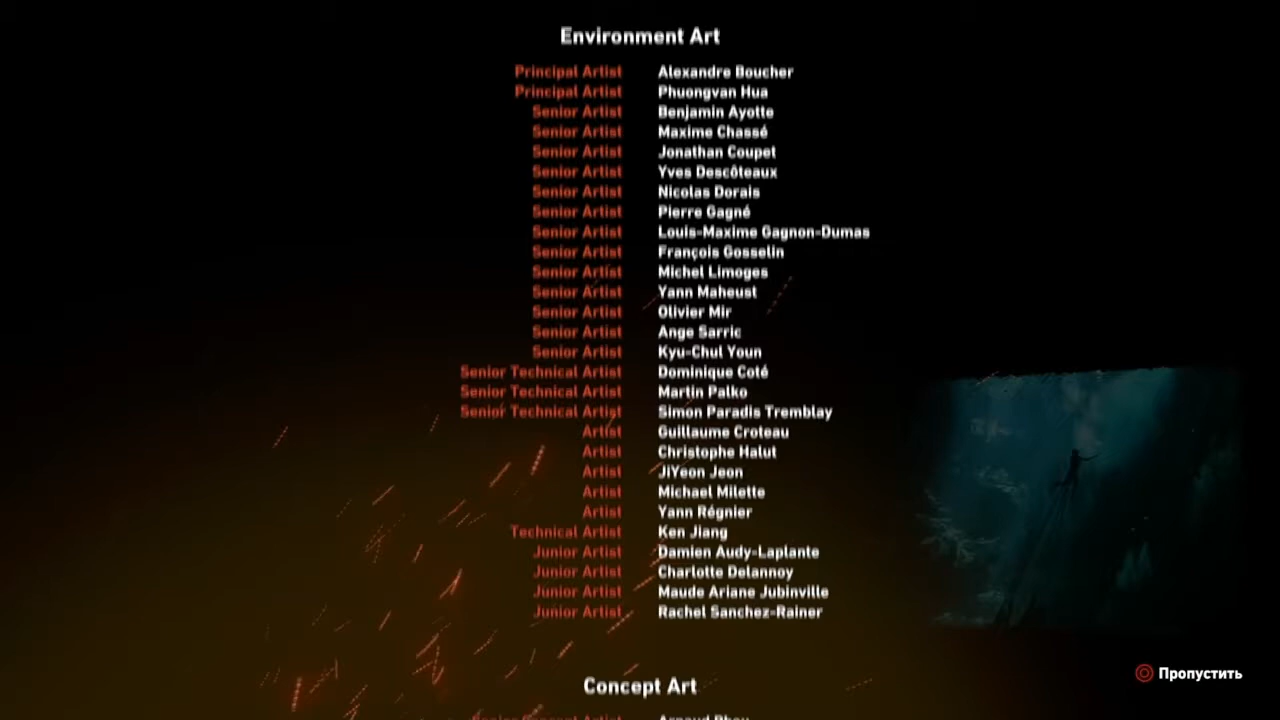 Environment Art
Principal Artist Alexandre Boucher
Principal Artist Phuongvan Hua
Senior Artist Benjamin Ayotte
Senior Artist Maxime Chassé
Senior Artist Jonathan Coupet
Senior Artist Yves Descôteaux
Senior Artist Nicolas Dorais
Senior Artist Pierre Gagné
Senior Artist Louis-Maxime Gagnon-Dumas
Senior Artist François Gosselin
Senior Artist Michel Limoges
Senior Artist Yann Maheust
Senior Artist Olivier Mir
Senior Artist Ange Sarric
Senior Artist Kyu-Chul Youn
Senior Technical Artist Dominique Coté
Senior Technical Artist Martin Palko
Senior Technical Artist Simon Paradis Tremblay
Artist Guillaume Croteau
Artist Christophe Halut
Artist JiYeon Jeon
Artist Michael Milette
Artist Yann Régnier
Technical Artist Ken Jiang
Junior Artist Damien Audy-Laplante
Junior Artist Charlotte Delannoy
Junior Artist Maude Ariane Jubinville
Junior Artist Rachel Sanchez-Rainer
Пропустить
Concept Art